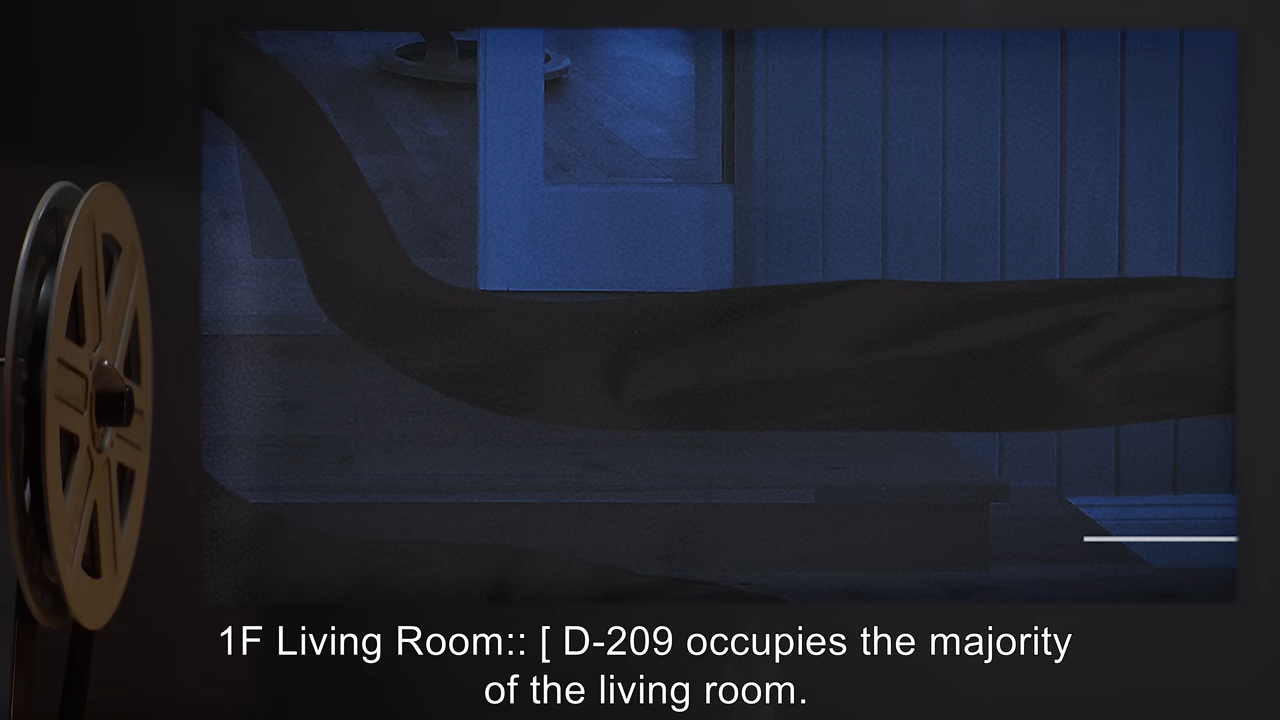 1F Living Room:: [ D-209 occupies the majority
of the living room.